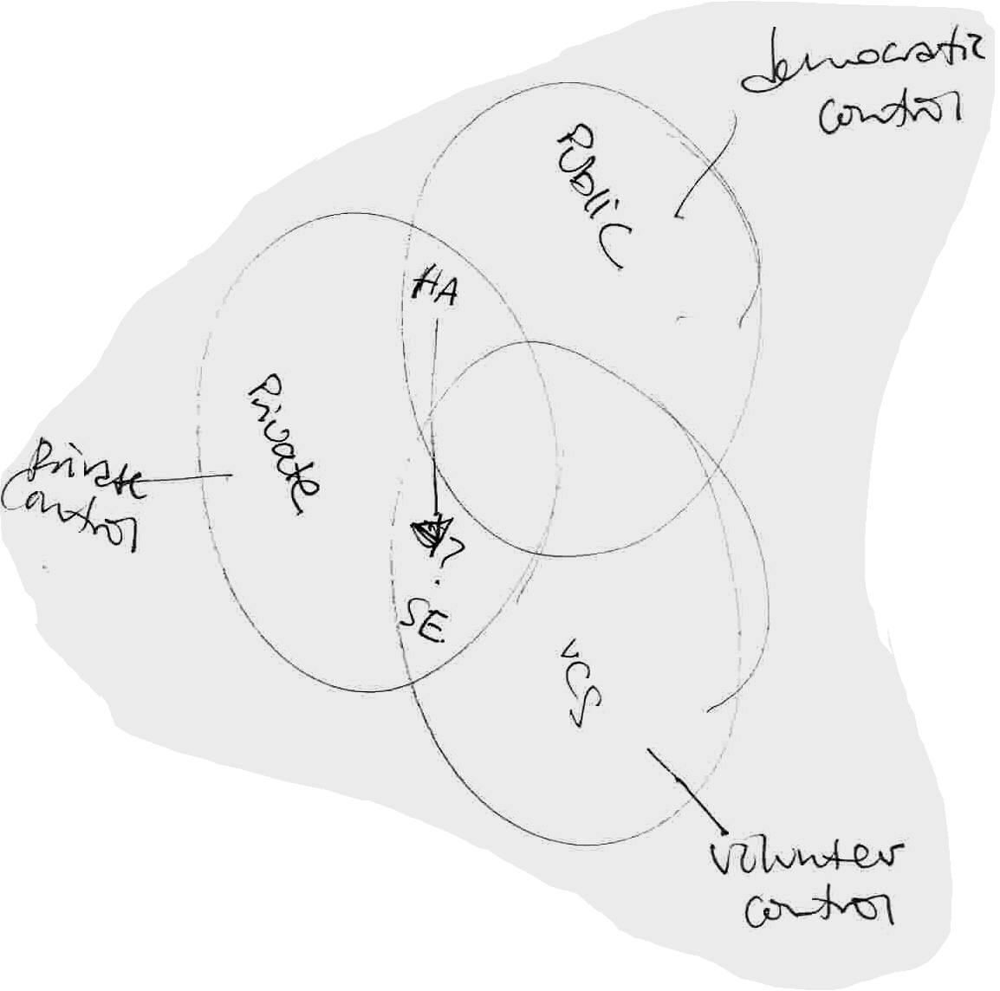 democratic
control
Public
HA
Private
Private
Control
?
SE.
VCS
volunteer
control